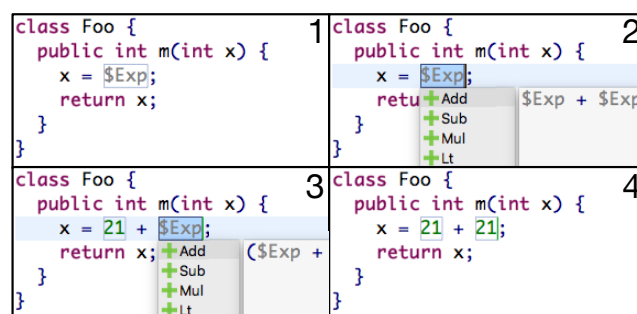 class Foo {
public int m(int x) {
x = $Exp;
return x;
}
}
1
class Foo {
public int m(int x) {
x = $Exp;
retu
}
}
Add
Sub
Mul
Lt
$Exp + $Exp
2
class Foo {
public int m(int x) {
x = 21 + $Exp;
return x;
}
}
Add
Sub
Mul
Lt
($Exp +
3
class Foo {
public int m(int x) {
x = 21 + 21;
return x;
}
}
4